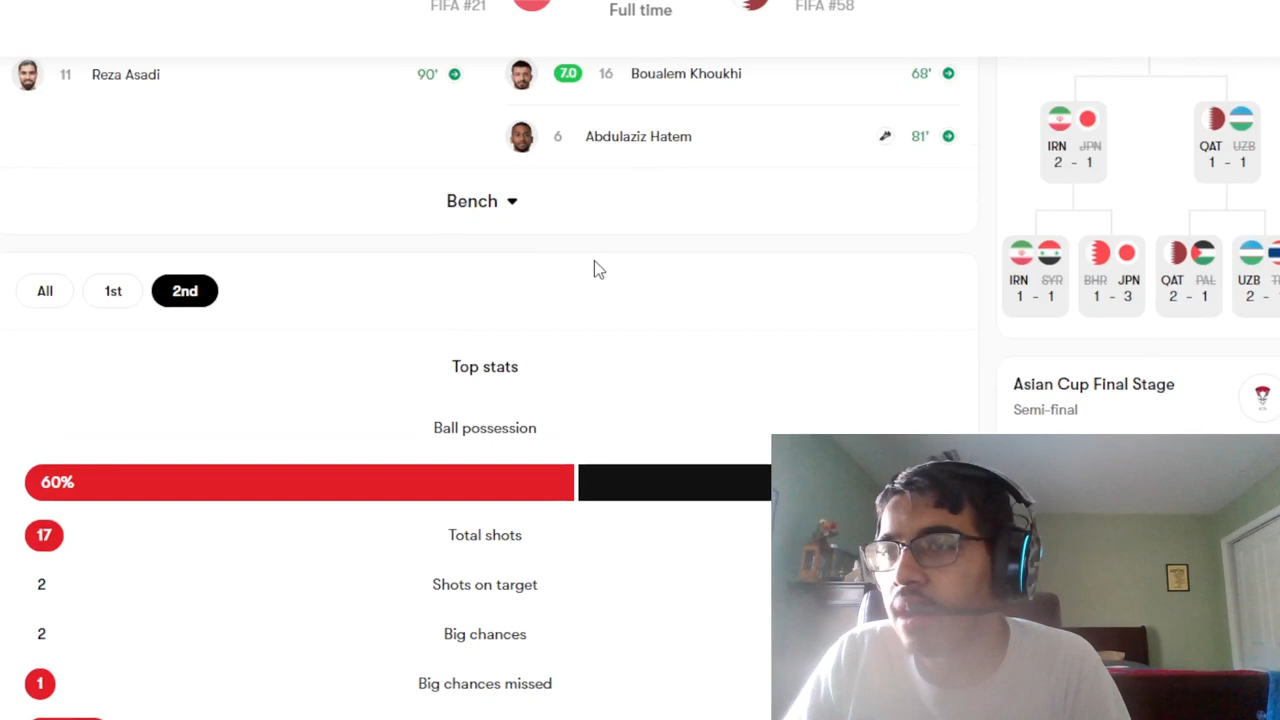 FIFA #21
Full time
FIFA #58
11 Reza Asadi 90'
7.0 16 Boualem Khoukhi 68'
6 Abdulaziz Hatem 81'
Bench
All 1st 2nd
Top stats
Ball possession
60%
17 Total shots
2 Shots on target
2 Big chances
1 Big chances missed
IRN JPN
2 - 1
QAT UZB
1 - 1
IRN SYR
1 - 1
BHR JPN
1 - 3
QAT PAL
2 - 1
UZB
2 -
Asian Cup Final Stage
Semi-final